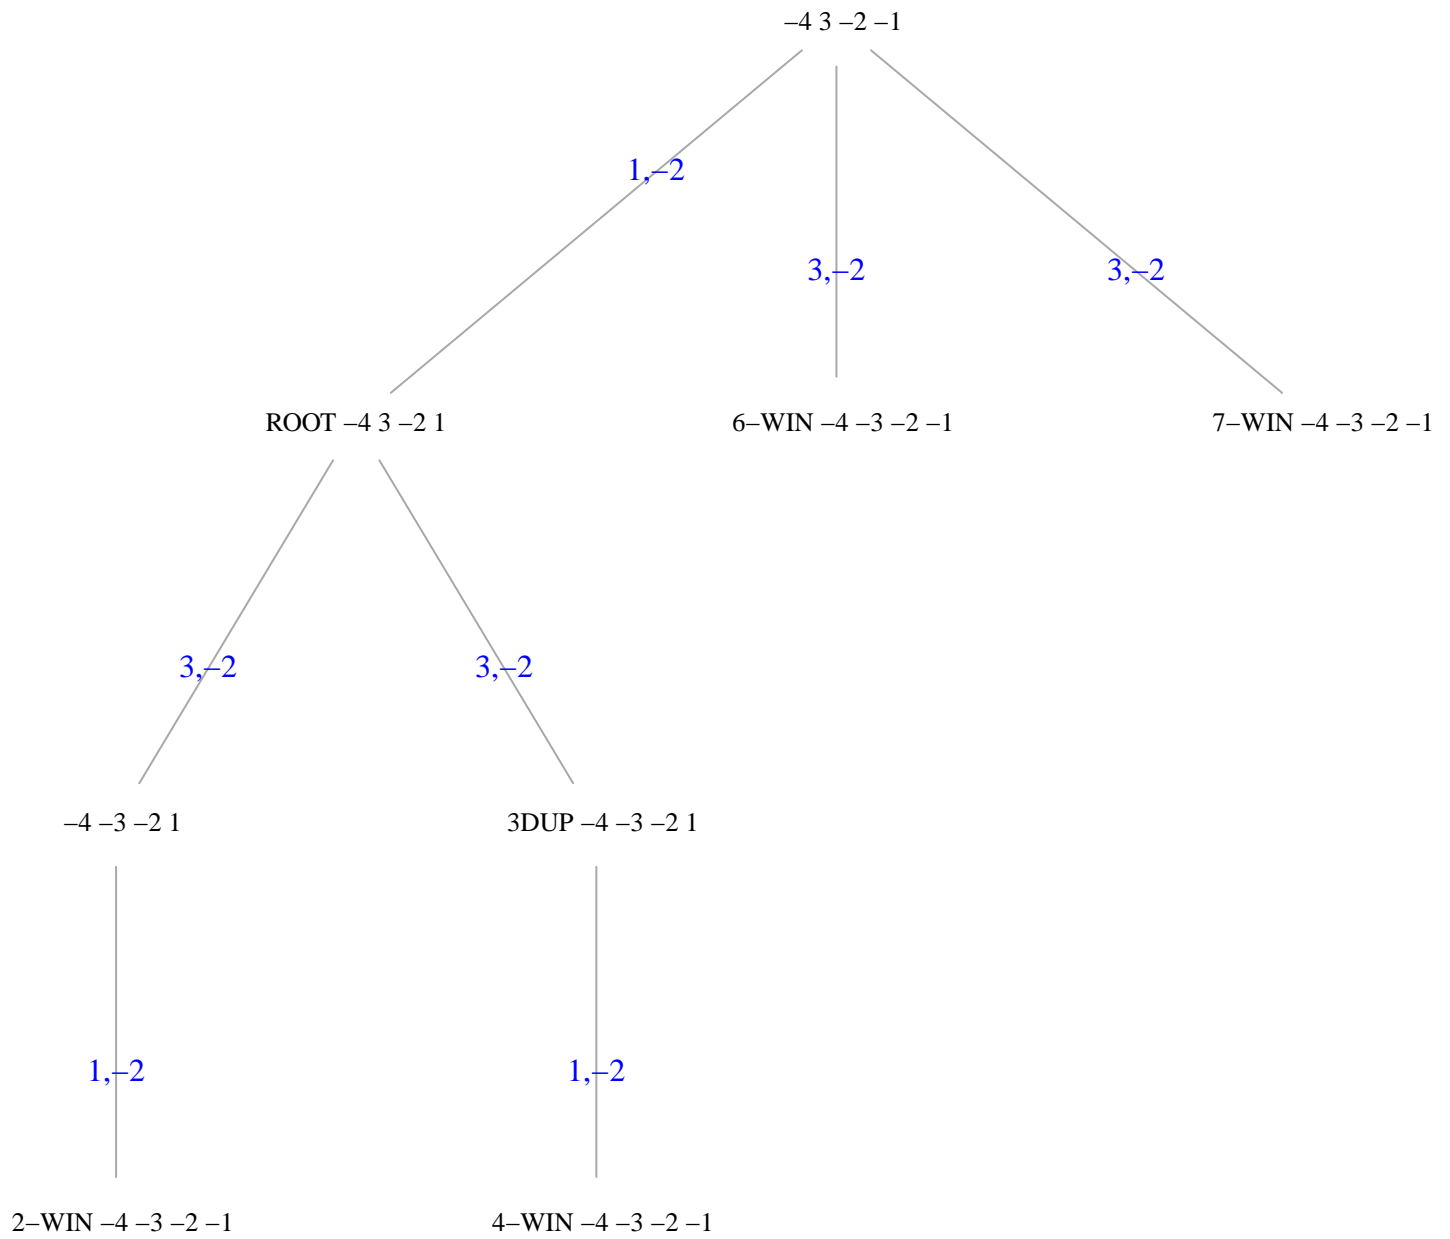 –4 3 –2 –1
1,–2
3,–2
3,–2
ROOT –4 3 –2 1
6–WIN –4 –3 –2 –1
7–WIN –4 –3 –2 –1
3,–2
3,–2
–4 –3 –2 1
3DUP –4 –3 –2 1
1,–2
1,–2
2–WIN –4 –3 –2 –1
4–WIN –4 –3 –2 –1